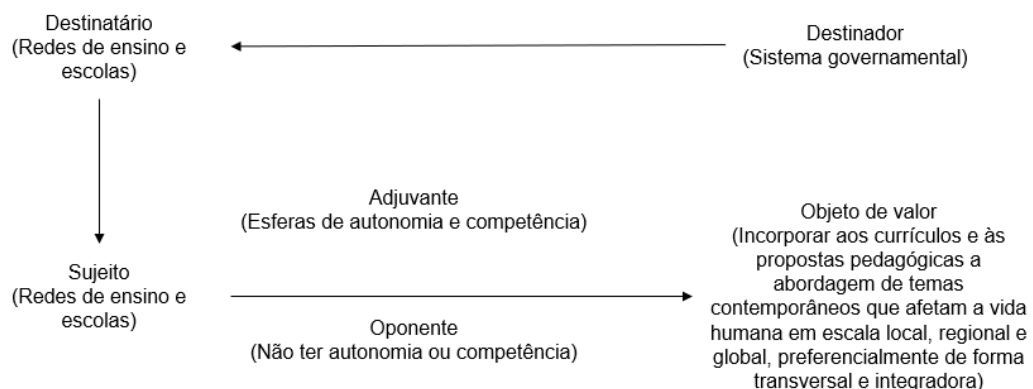 Destinatário
(Redes de ensino e
escolas)
Destinador
(Sistema governamental)
Adjuvante
(Esferas de autonomia e competência)
Sujeito
(Redes de ensino e
escolas)
Oponente
(Não ter autonomia ou competência)
Objeto de valor
(Incorporar aos currículos e às
propostas pedagógicas a
abordagem de temas
contemporâneos que afetam a vida
humana em escala local, regional e
global, preferencialmente de forma
transversal e integradora)